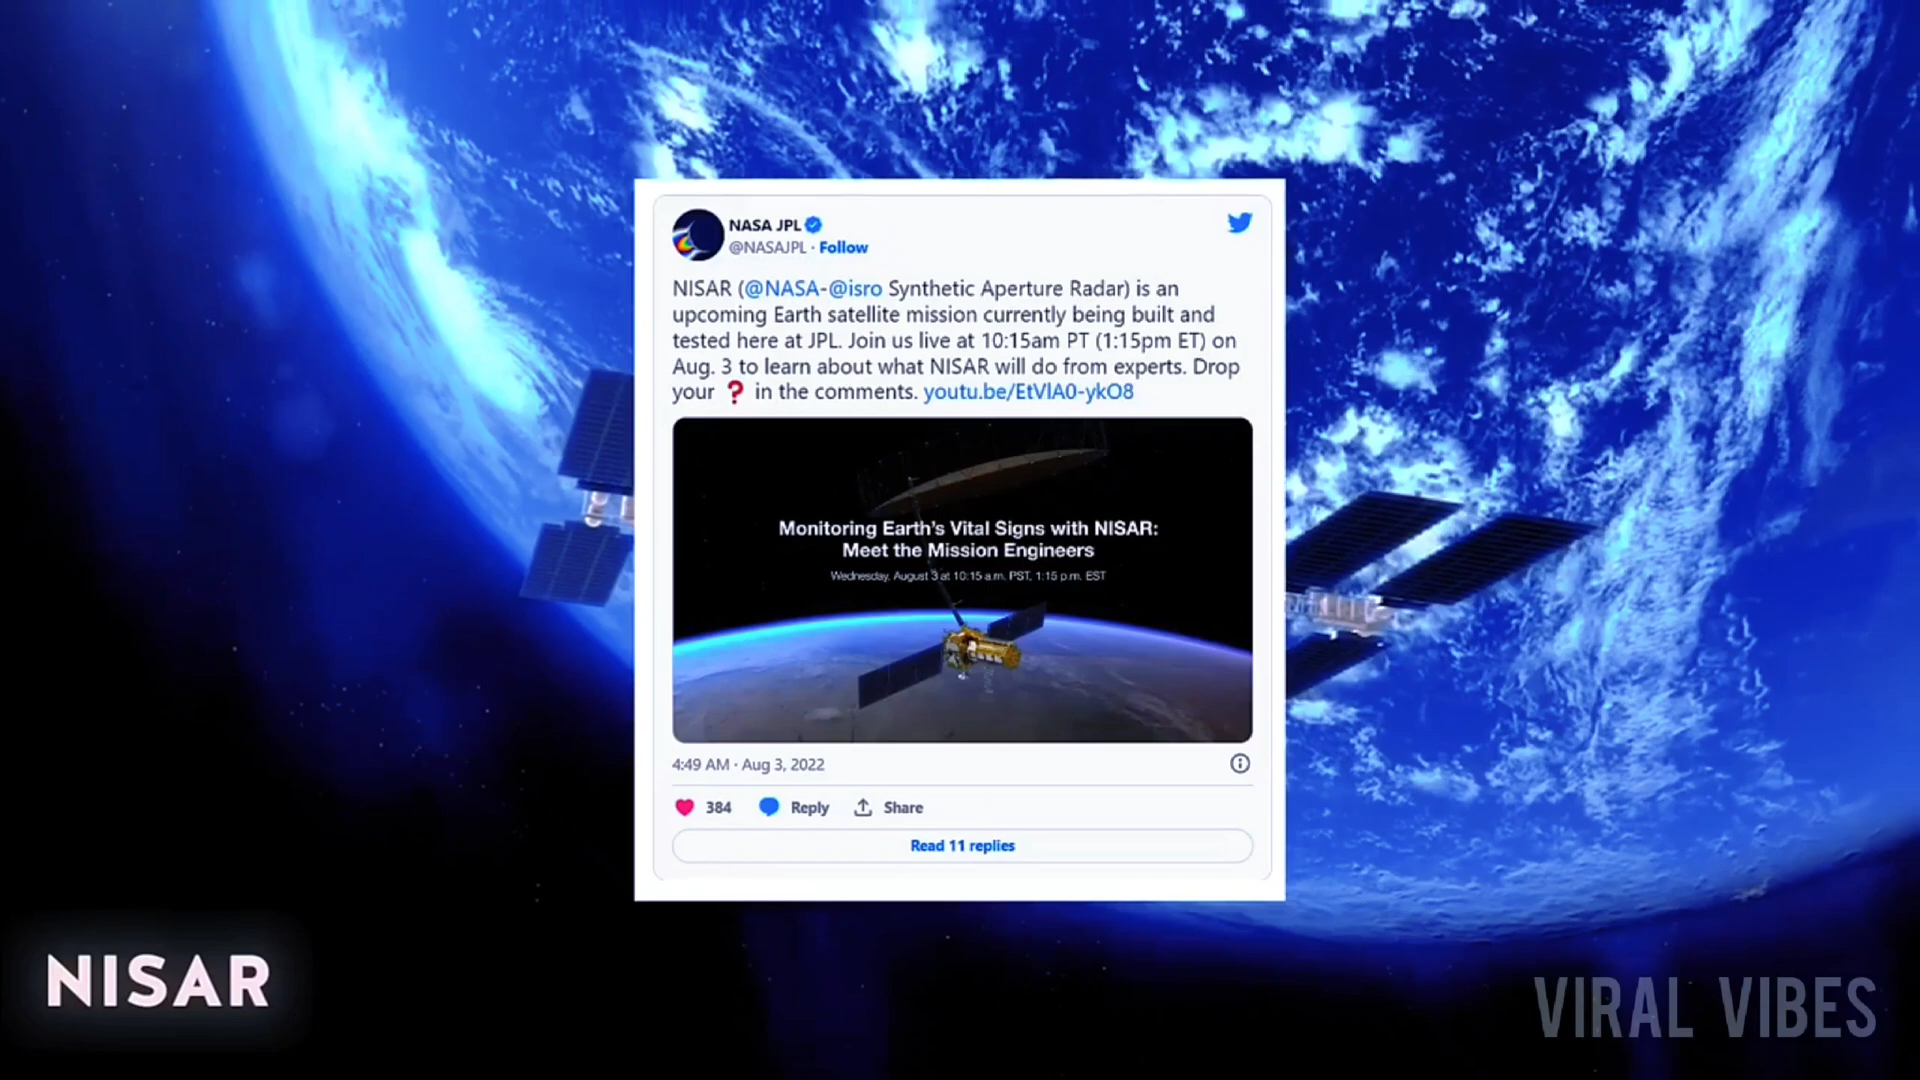 NASA JPL
@NASAJPL · Follow
NISAR (@NASA-@isro Synthetic Aperture Radar) is an
upcoming Earth satellite mission currently being built and
tested here at JPL. Join us live at 10:15am PT (1:15pm ET) on
Aug. 3 to learn about what NISAR will do from experts. Drop
your ❓ in the comments. youtu.be/EtVlA0-ykO8
Monitoring Earth's Vital Signs with NISAR:
Meet the Mission Engineers
Wednesday, August 3 at 10:15 a.m. PST, 1:15 p.m. EST
4:49 AM · Aug 3, 2022
384 Reply Share
Read 11 replies
NISAR
VIRAL VIBES